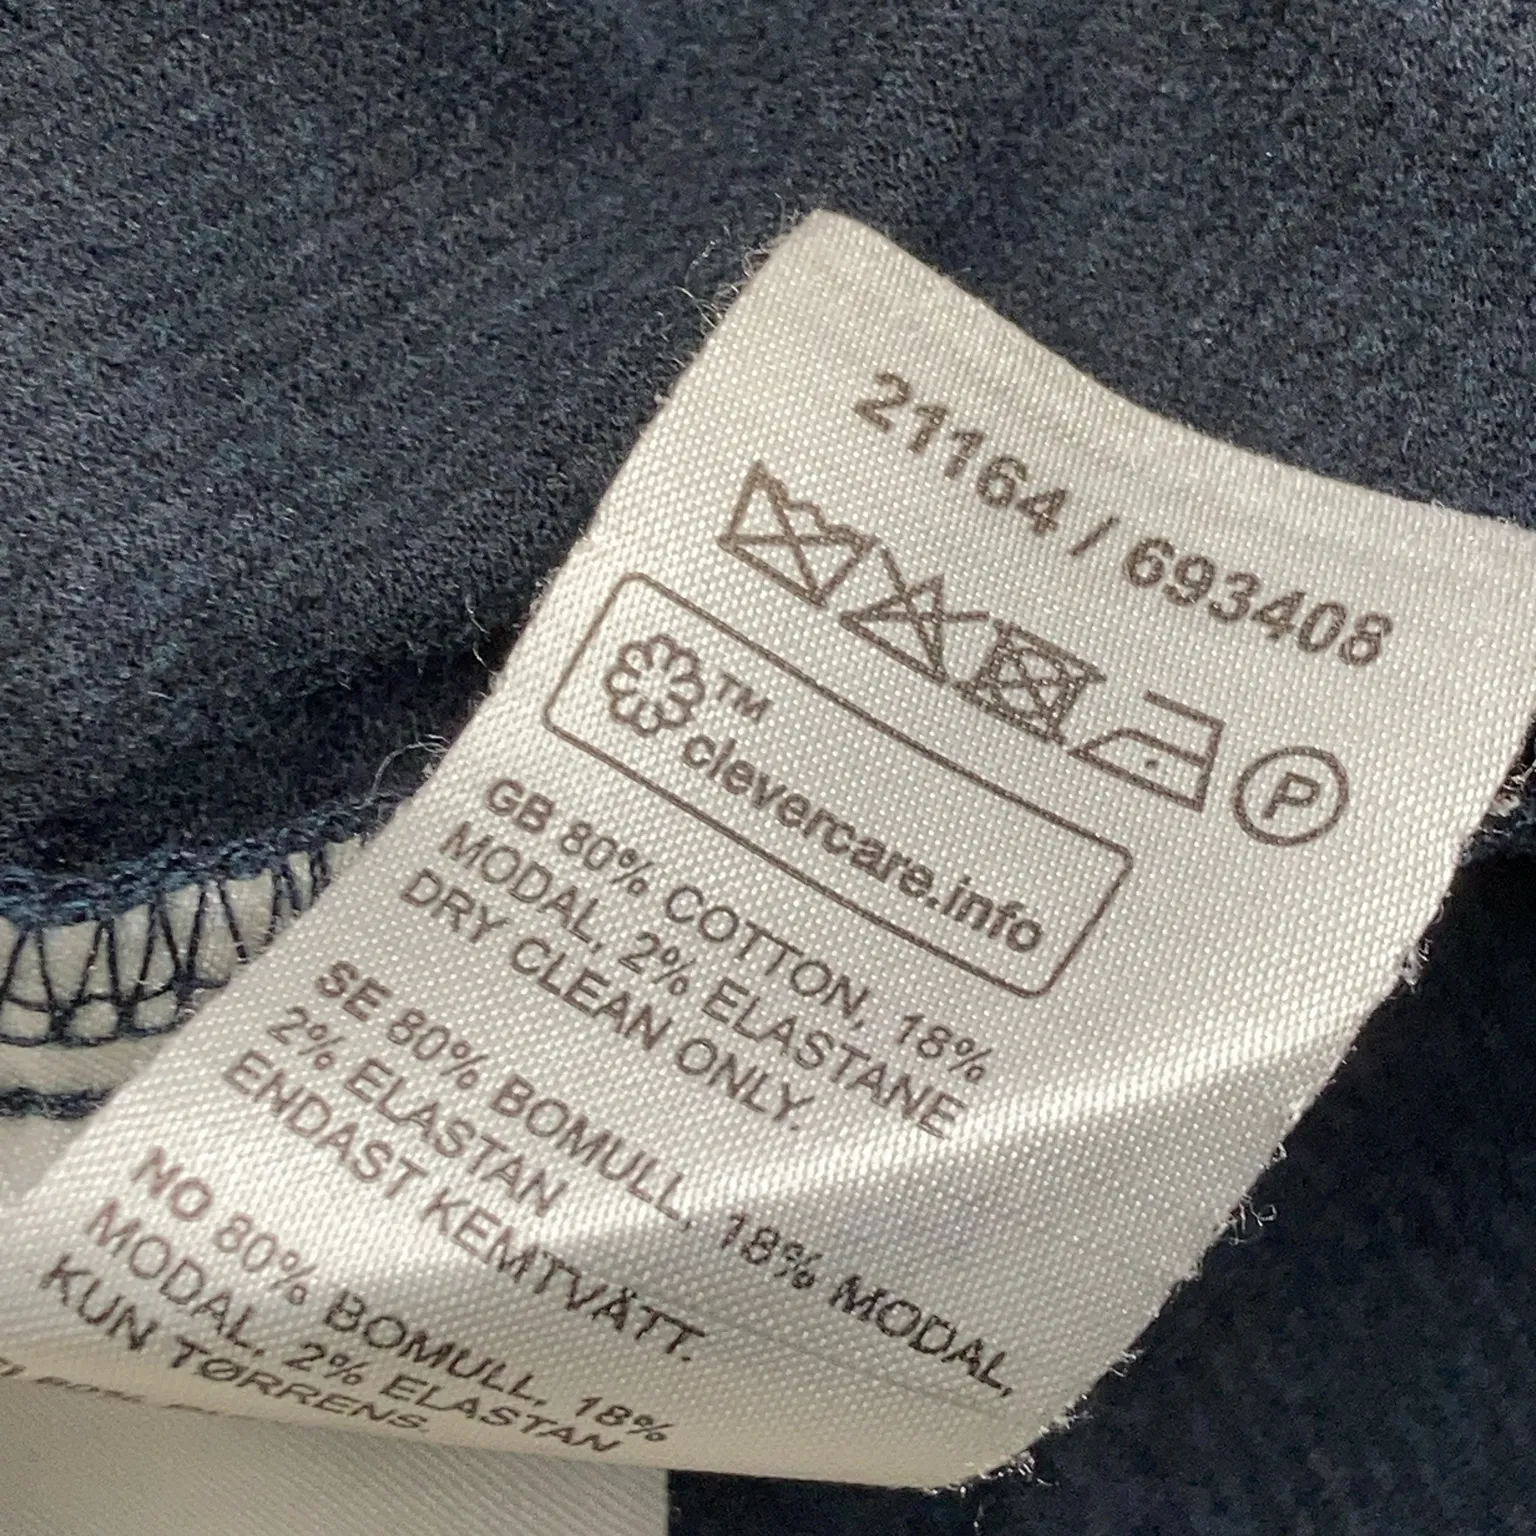 21164 / 693408
P
TM
clevercare.info
GB 80% COTTON, 18%
MODAL, 2% ELASTANE
DRY CLEAN ONLY.
SE 80% BOMULL, 18% MODAL,
2% ELASTAN
ENDAST KEMTVÄTT.
NO 80% BOMULL, 18%
MODAL, 2% ELASTAN
KUN TØRRENS.